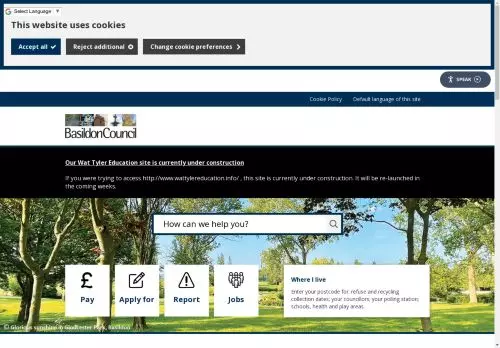 Select Language ▼
This website uses cookies
Accept all
Reject additional
Change cookie preferences
SPEAK
Cookie Policy Default language of this site
BasildonCouncil
Our Wat Tyler Education site is currently under construction
If you were trying to access http://www.wattylereducation.info/ , this site is currently under construction. It will be re-launched
in the coming weeks.
How can we help you?
Pay
Apply for
Report
Jobs
Where I live
Enter your postcode for: refuse and recycling
collection dates; your councillors; your polling station;
schools, health and play areas.
© Glorious sunshine in Gloucester Park, Basildon